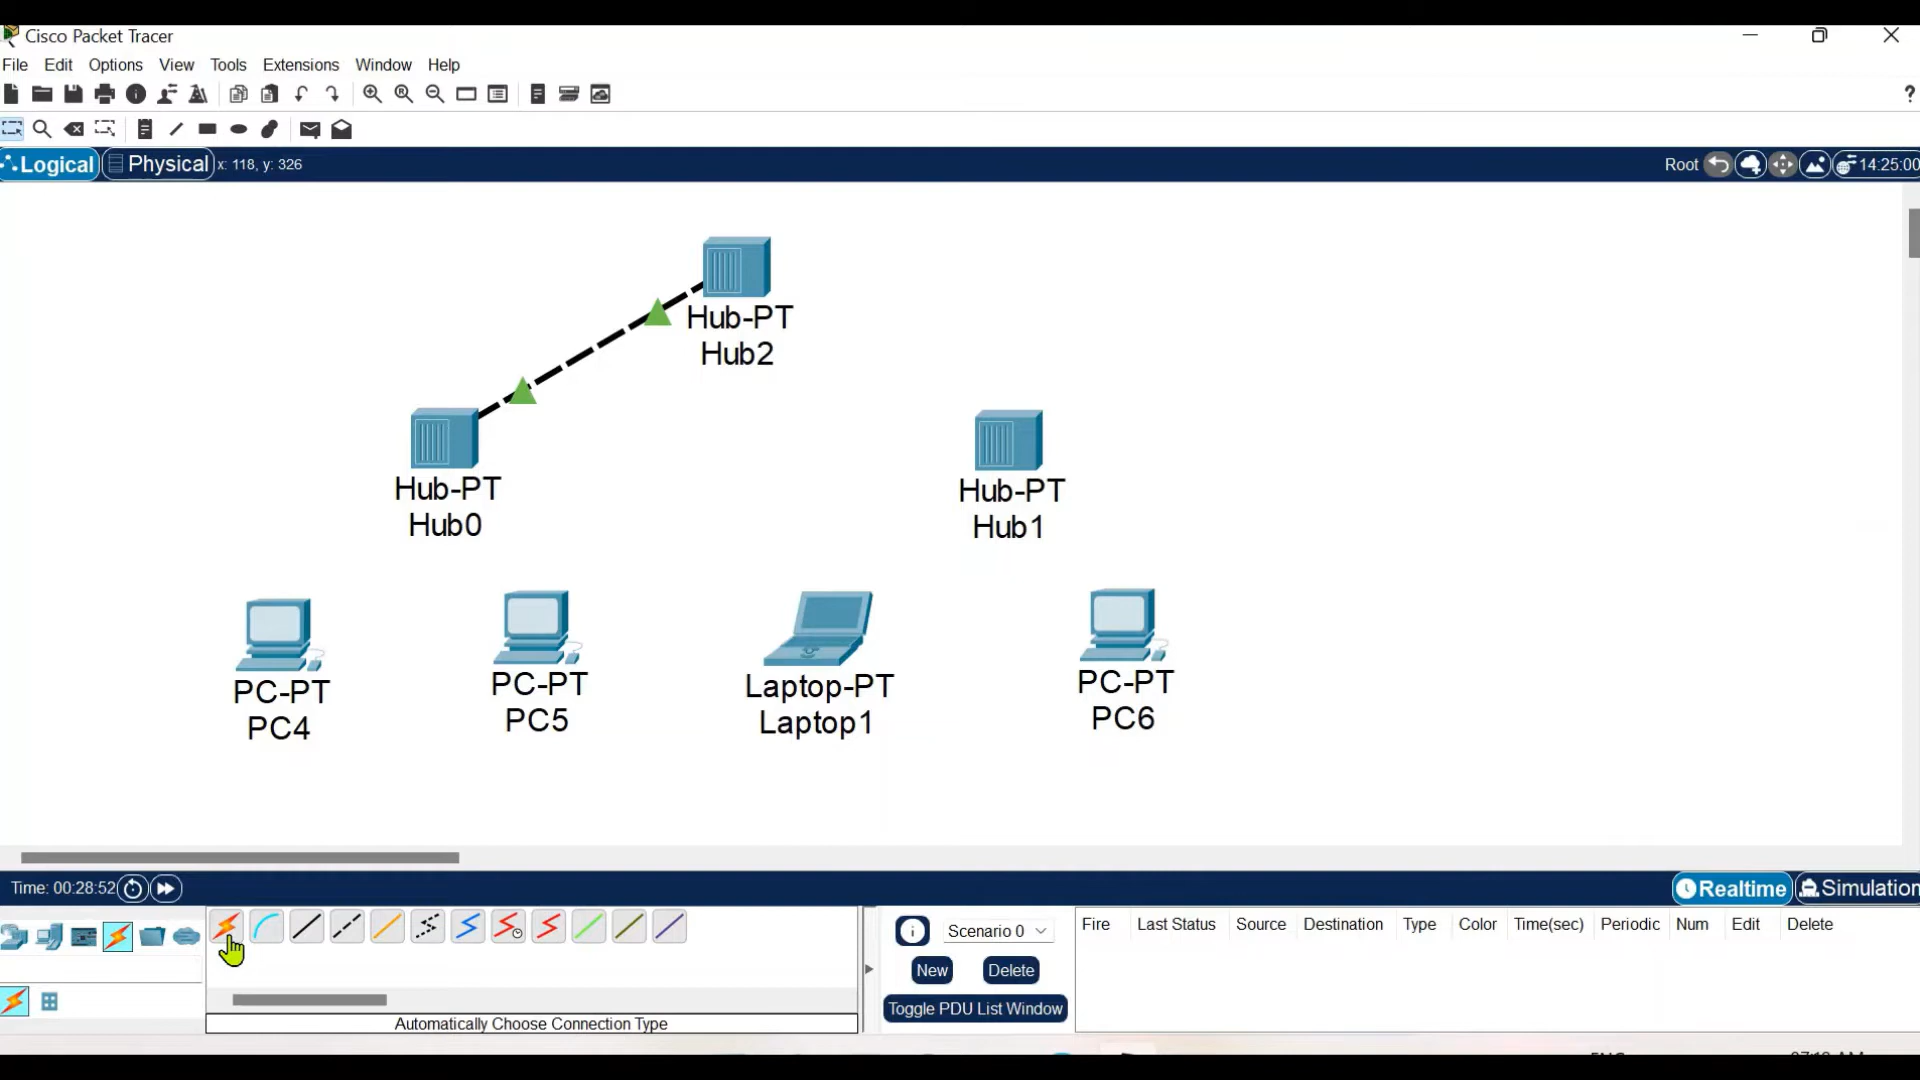 Cisco Packet Tracer
File Edit Options View Tools Extensions Window Help
?
Logical Physical x: 118, y: 326 Root 14:25:00
Hub-PT
Hub2
Hub-PT
Hub0
Hub-PT
Hub1
PC-PT
PC4
PC-PT
PC5
Laptop-PT
Laptop1
PC-PT
PC6
Time: 00:28:52 Realtime Simulation
Scenario 0
New Delete
Toggle PDU List Window
Fire Last Status Source Destination Type Color Time(sec) Periodic Num Edit Delete
Automatically Choose Connection Type